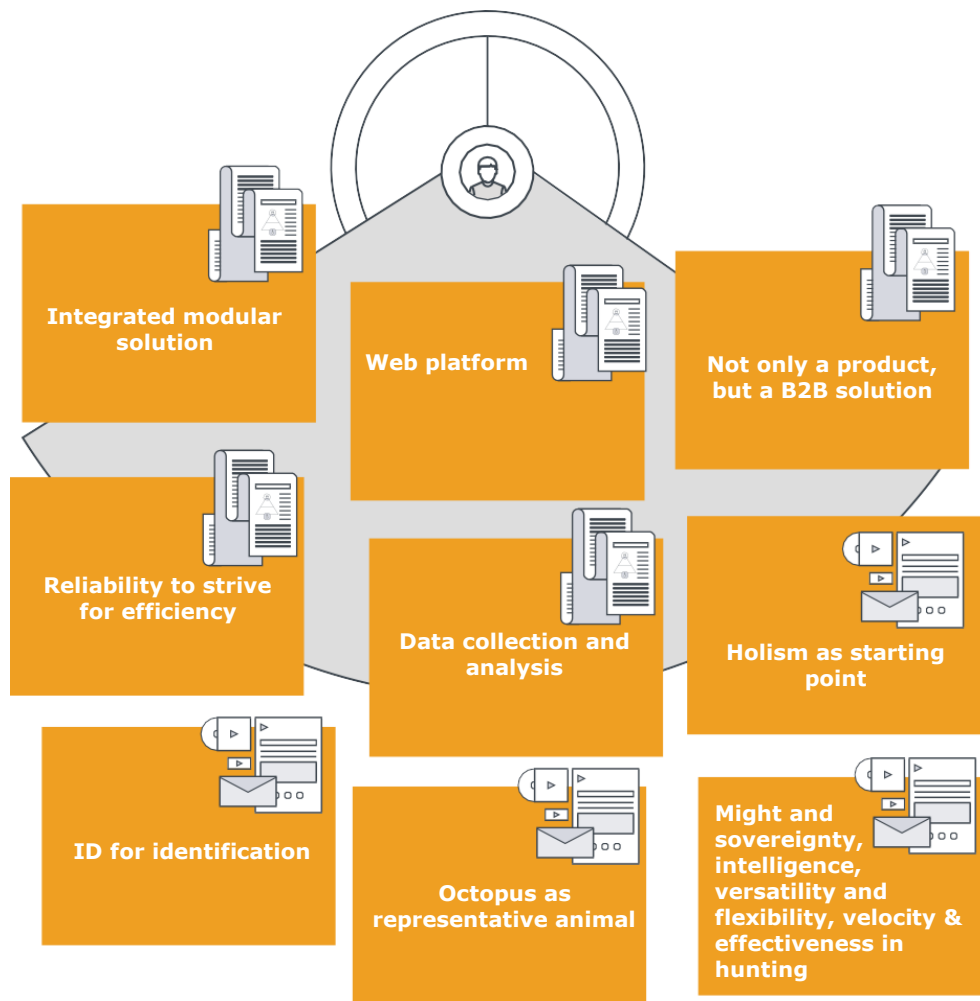 Integrated modular
solution
Web platform
Not only a product,
but a B2B solution
Reliability to strive
for efficiency
Data collection and
analysis
Holism as starting
point
ID for identification
Octopus as
representative animal
Might and
sovereignty,
intelligence,
versatility and
flexibility, velocity &
effectiveness in
hunting